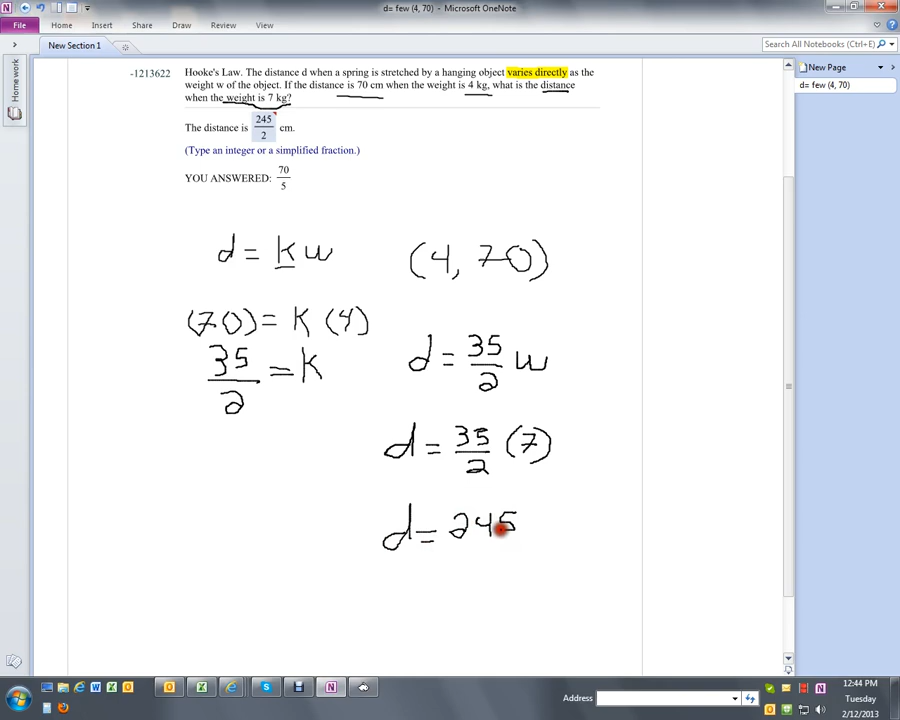 d= few (4, 70) - Microsoft OneNote
File Home Insert Share Draw Review View
New Section 1
Search All Notebooks (Ctrl+E)
Homework
New Page
d= few (4, 70)
-1213622
Hooke's Law. The distance d when a spring is stretched by a hanging object varies directly as the
weight w of the object. If the distance is 70 cm when the weight is 4 kg, what is the distance
when the weight is 7 kg?
The distance is 245/2 cm.
(Type an integer or a simplified fraction.)
YOU ANSWERED: 70/5
d = k w (4, 70)
(70) = K (4)
35/2 = K
d = 35/2 w
d = 35/2 (7)
d = 245
Address
12:44 PM
Tuesday
2/12/2013